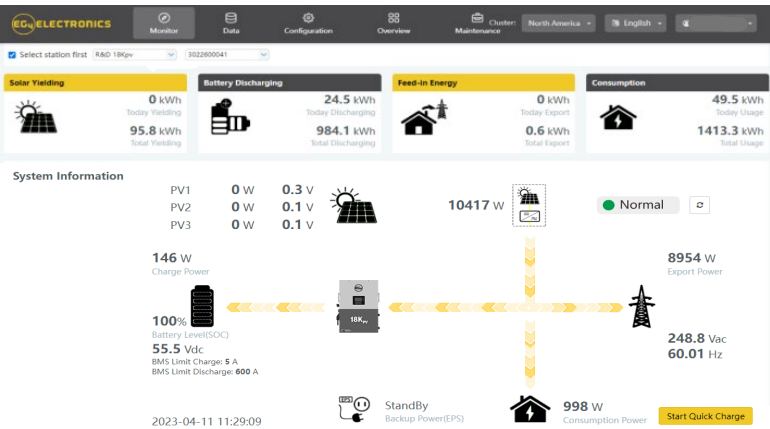 EG4 ELECTRONICS
Monitor
Data
Configuration
Overview
Maintenance
Cluster:
North America
English
Select station first
R&D 18Kpv
3022600041
Solar Yielding
0 kWh
Today Yielding
95.8 kWh
Total Yielding
Battery Discharging
24.5 kWh
Today Discharging
984.1 kWh
Total Discharging
Feed-in Energy
0 kWh
Today Export
0.6 kWh
Total Export
Consumption
49.5 kWh
Today Usage
1413.3 kWh
Total Usage
System Information
PV1 0 W 0.3 V
PV2 0 W 0.1 V
PV3 0 W 0.1 V
10417 W
Normal
146 W
Charge Power
8954 W
Export Power
18KPV
100%
Battery Level(SOC)
55.5 Vdc
BMS Limit Charge: 5 A
BMS Limit Discharge: 600 A
248.8 Vac
60.01 Hz
EPS
StandBy
Backup Power(EPS)
998 W
Consumption Power
Start Quick Charge
2023-04-11 11:29:09